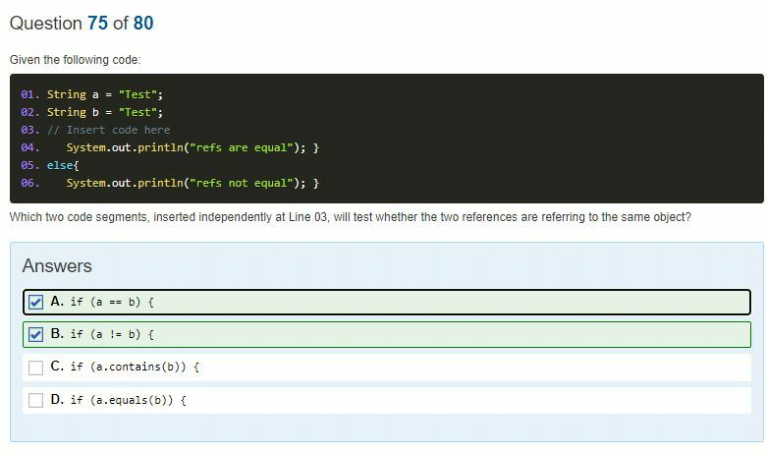 Question 75 of 80
Given the following code:
01. String a = "Test";
02. String b = "Test";
03. // Insert code here
04. System.out.println("refs are equal"); }
05. else{
06. System.out.println("refs not equal"); }
Which two code segments, inserted independently at Line 03, will test whether the two references are referring to the same object?
Answers
A. if (a == b) {
B. if (a != b) {
C. if (a.contains(b)) {
D. if (a.equals(b)) {